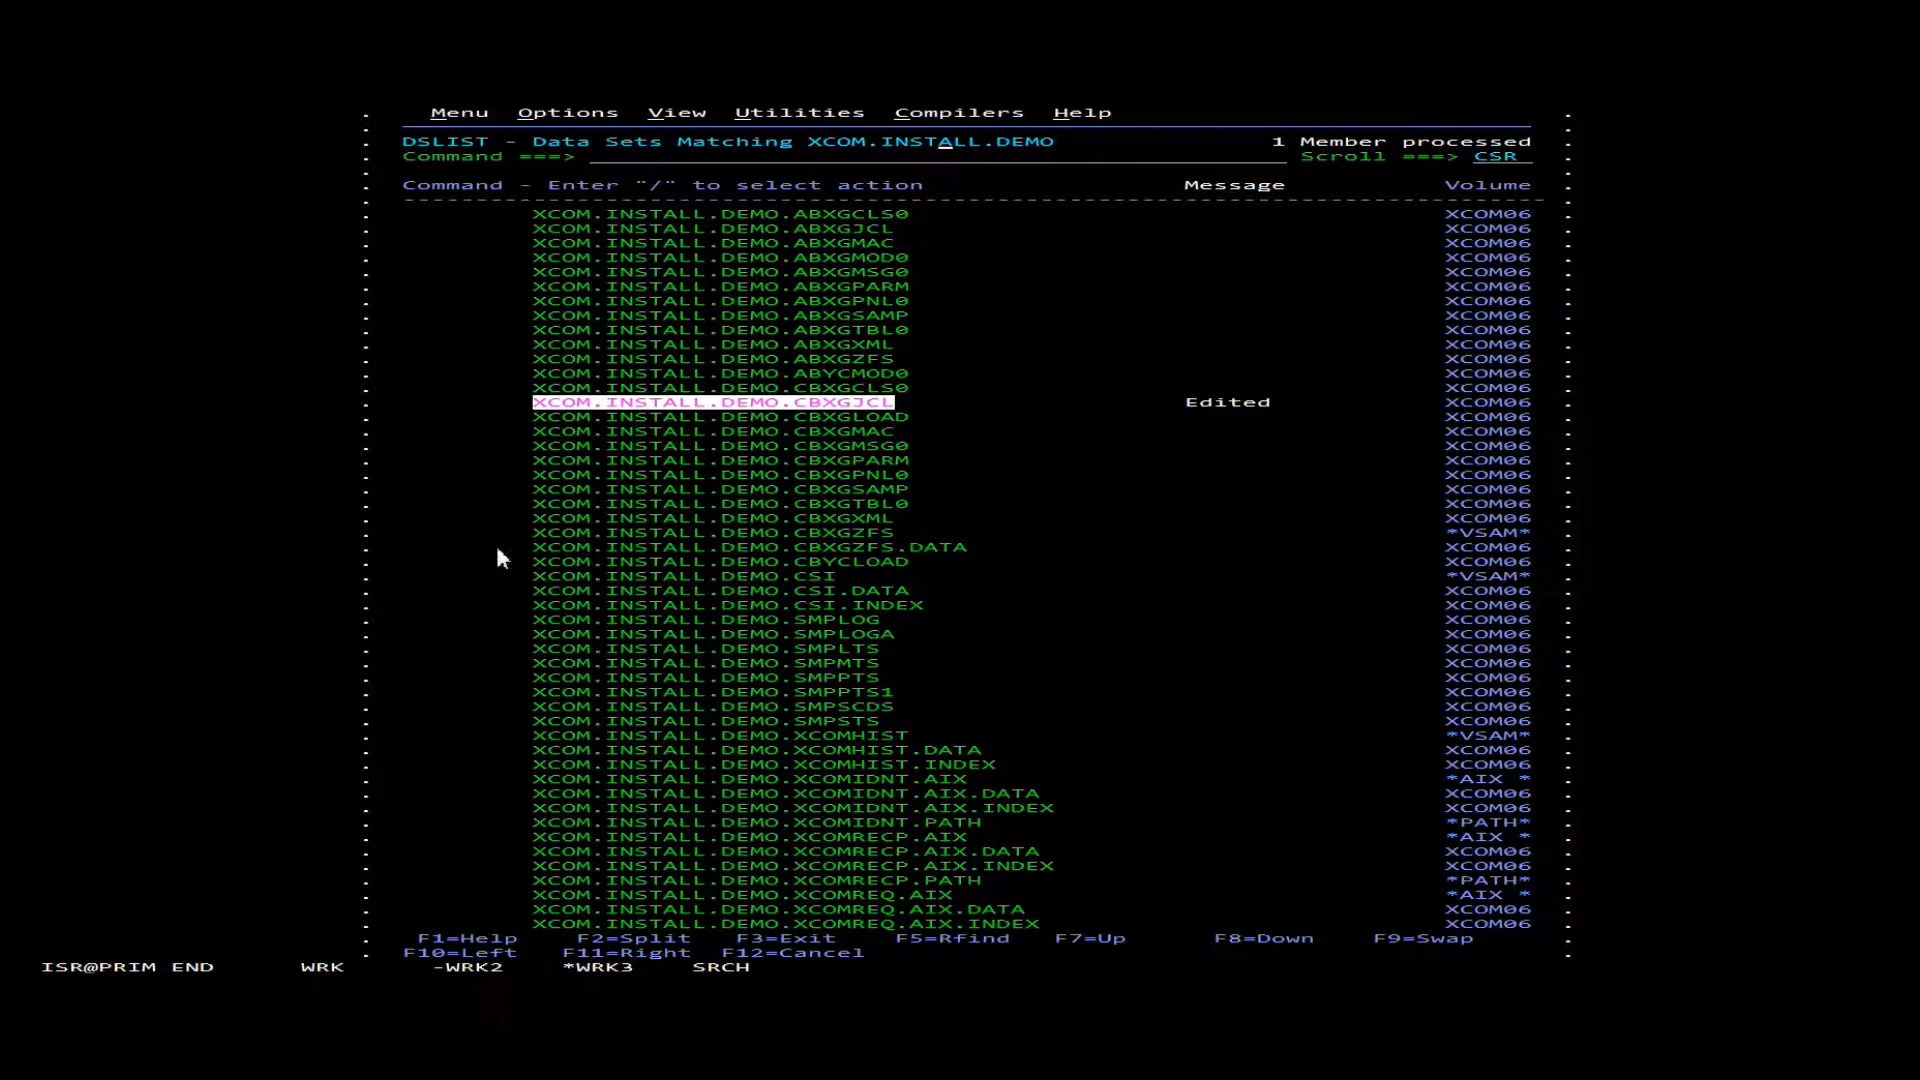 Menu Options View Utilities Compilers Help
DSLIST - Data Sets Matching XCOM.INSTALL.DEMO 1 Member processed
Command ===> Scroll ===> CSR
Command - Enter "/" to select action Message Volume
XCOM.INSTALL.DEMO.ABXGCLS0 XCOM06
XCOM.INSTALL.DEMO.ABXGJCL XCOM06
XCOM.INSTALL.DEMO.ABXGMAC XCOM06
XCOM.INSTALL.DEMO.ABXGMOD0 XCOM06
XCOM.INSTALL.DEMO.ABXGMSG0 XCOM06
XCOM.INSTALL.DEMO.ABXGPARM XCOM06
XCOM.INSTALL.DEMO.ABXGPNL0 XCOM06
XCOM.INSTALL.DEMO.ABXGSAMP XCOM06
XCOM.INSTALL.DEMO.ABXGTBL0 XCOM06
XCOM.INSTALL.DEMO.ABXGXML XCOM06
XCOM.INSTALL.DEMO.ABXGZFS XCOM06
XCOM.INSTALL.DEMO.ABYCMOD0 XCOM06
XCOM.INSTALL.DEMO.CBXGCLS0 XCOM06
XCOM.INSTALL.DEMO.CBXGJCL Edited XCOM06
XCOM.INSTALL.DEMO.CBXGLOAD XCOM06
XCOM.INSTALL.DEMO.CBXGMAC XCOM06
XCOM.INSTALL.DEMO.CBXGMSG0 XCOM06
XCOM.INSTALL.DEMO.CBXGPARM XCOM06
XCOM.INSTALL.DEMO.CBXGPNL0 XCOM06
XCOM.INSTALL.DEMO.CBXGSAMP XCOM06
XCOM.INSTALL.DEMO.CBXGTBL0 XCOM06
XCOM.INSTALL.DEMO.CBXGXML XCOM06
XCOM.INSTALL.DEMO.CBXGZFS *VSAM*
XCOM.INSTALL.DEMO.CBXGZFS.DATA XCOM06
XCOM.INSTALL.DEMO.CBYCLOAD XCOM06
XCOM.INSTALL.DEMO.CSI *VSAM*
XCOM.INSTALL.DEMO.CSI.DATA XCOM06
XCOM.INSTALL.DEMO.CSI.INDEX XCOM06
XCOM.INSTALL.DEMO.SMPLOG XCOM06
XCOM.INSTALL.DEMO.SMPLOGA XCOM06
XCOM.INSTALL.DEMO.SMPLTS XCOM06
XCOM.INSTALL.DEMO.SMPMTS XCOM06
XCOM.INSTALL.DEMO.SMPPTS XCOM06
XCOM.INSTALL.DEMO.SMPPTS1 XCOM06
XCOM.INSTALL.DEMO.SMPSCDS XCOM06
XCOM.INSTALL.DEMO.SMPSTS XCOM06
XCOM.INSTALL.DEMO.XCOMHIST *VSAM*
XCOM.INSTALL.DEMO.XCOMHIST.DATA XCOM06
XCOM.INSTALL.DEMO.XCOMHIST.INDEX XCOM06
XCOM.INSTALL.DEMO.XCOMIDNT.AIX *AIX *
XCOM.INSTALL.DEMO.XCOMIDNT.AIX.DATA XCOM06
XCOM.INSTALL.DEMO.XCOMIDNT.AIX.INDEX XCOM06
XCOM.INSTALL.DEMO.XCOMIDNT.PATH *PATH*
XCOM.INSTALL.DEMO.XCOMRECP.AIX *AIX *
XCOM.INSTALL.DEMO.XCOMRECP.AIX.DATA XCOM06
XCOM.INSTALL.DEMO.XCOMRECP.AIX.INDEX XCOM06
XCOM.INSTALL.DEMO.XCOMRECP.PATH *PATH*
XCOM.INSTALL.DEMO.XCOMREQ.AIX *AIX *
XCOM.INSTALL.DEMO.XCOMREQ.AIX.DATA XCOM06
XCOM.INSTALL.DEMO.XCOMREQ.AIX.INDEX XCOM06
F1=Help F2=Split F3=Exit F5=Rfind F7=Up F8=Down F9=Swap
F10=Left F11=Right F12=Cancel
ISR@PRIM END WRK -WRK2 *WRK3 SRCH